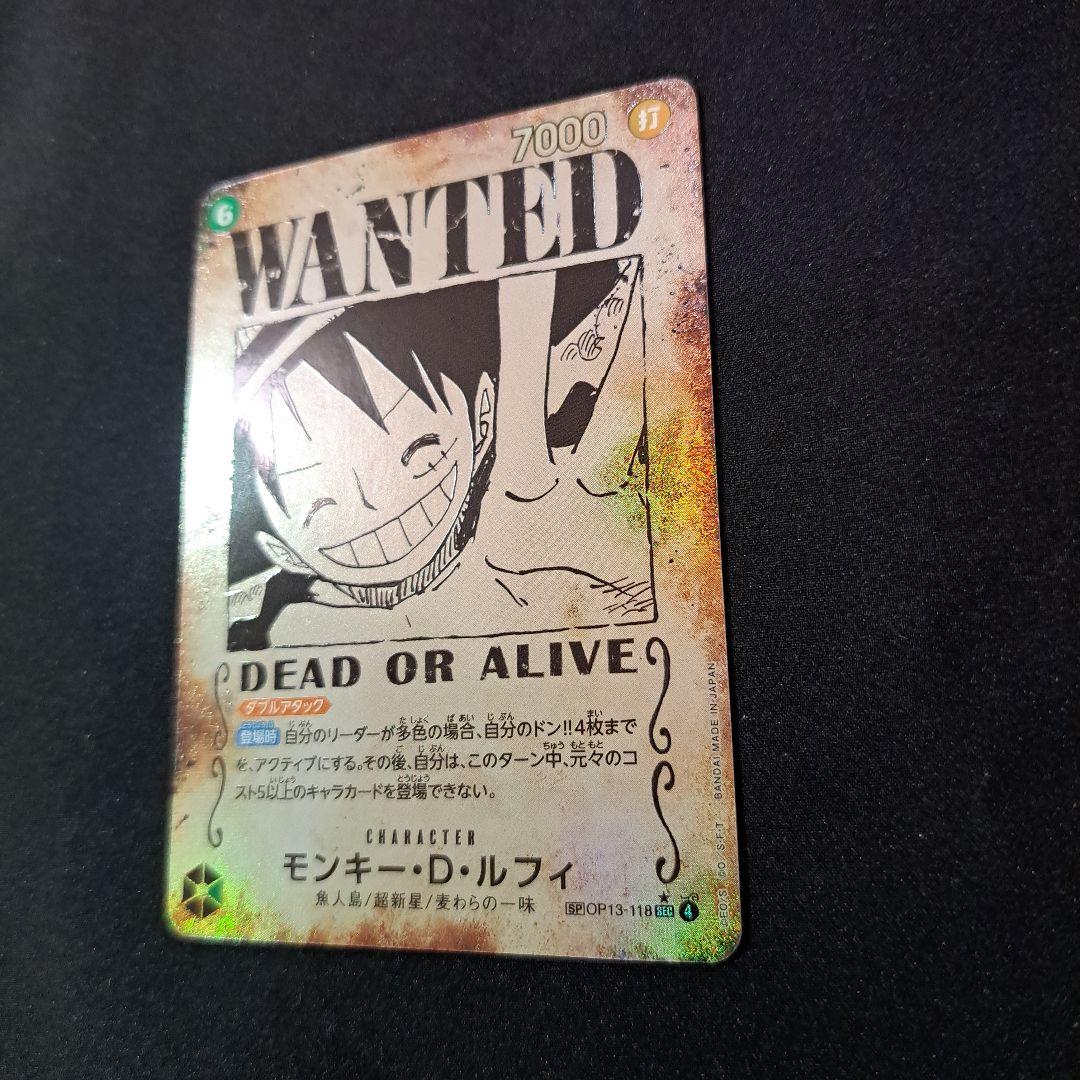 7000
打
6
WANTED
DEAD OR ALIVE
ダブルアタック
登場時 自分のリーダーが多色の場合、自分のドン!!4枚まで
を、アクティブにする。その後、自分は、このターン中、元々のコ
スト5以上のキャラカードを登場できない。
CHARACTER
モンキー・D・ルフィ
魚人島/超新星/麦わらの一味
SP OP13-118 SEC 4
©E.O./S. ©O. S･F･T BANDAI MADE IN JAPAN